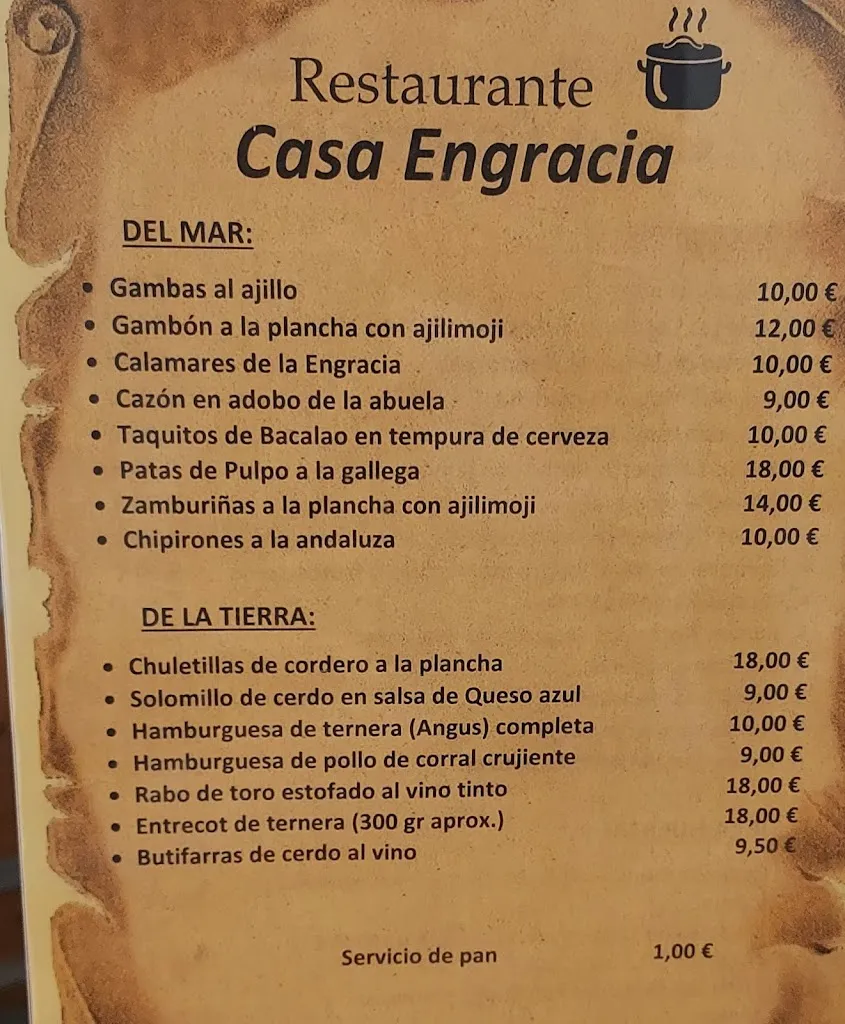 Restaurante
Casa Engracia
DEL MAR:
• Gambas al ajillo 10,00 €
• Gambón a la plancha con ajilimoji 12,00 €
• Calamares de la Engracia 10,00 €
• Cazón en adobo de la abuela 9,00 €
• Taquitos de Bacalao en tempura de cerveza 10,00 €
• Patas de Pulpo a la gallega 18,00 €
• Zamburiñas a la plancha con ajilimoji 14,00 €
• Chipirones a la andaluza 10,00 €
DE LA TIERRA:
• Chuletillas de cordero a la plancha 18,00 €
• Solomillo de cerdo en salsa de Queso azul 9,00 €
• Hamburguesa de ternera (Angus) completa 10,00 €
• Hamburguesa de pollo de corral crujiente 9,00 €
• Rabo de toro estofado al vino tinto 18,00 €
• Entrecot de ternera (300 gr aprox.) 18,00 €
• Butifarras de cerdo al vino 9,50 €
Servicio de pan 1,00 €